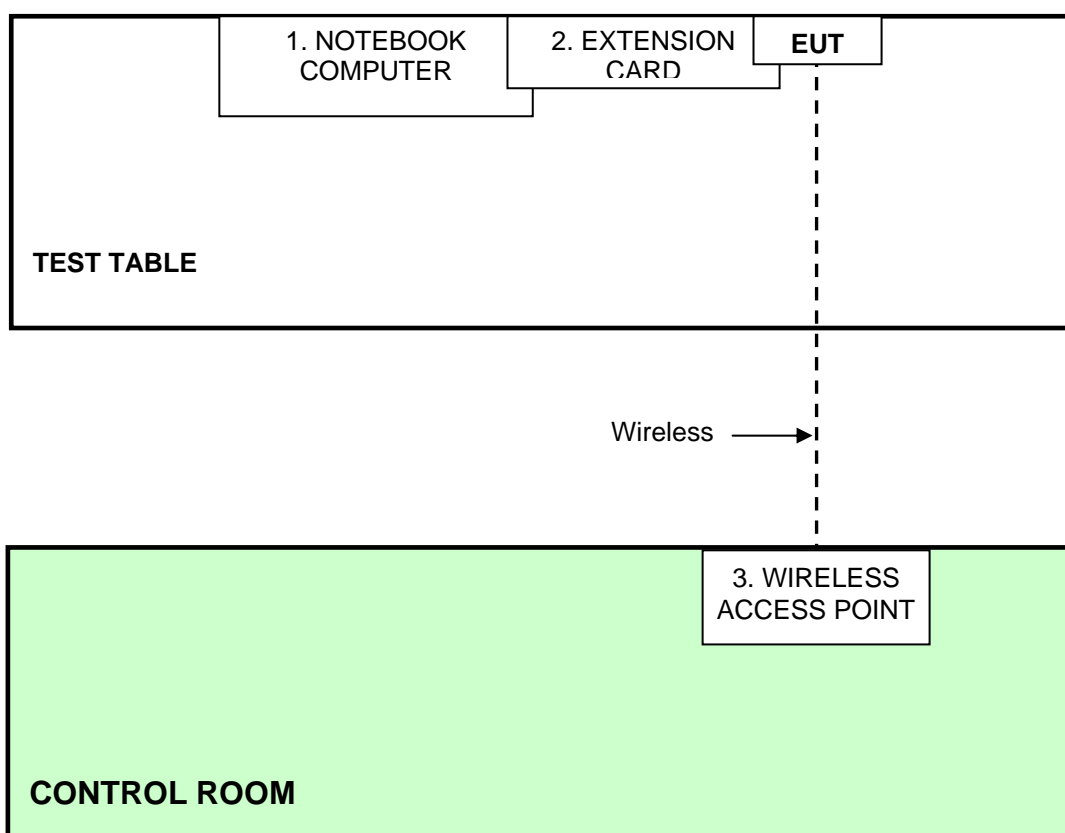 1. NOTEBOOK
COMPUTER
2. EXTENSION
CARD
EUT
TEST TABLE
Wireless
3. WIRELESS
ACCESS POINT
CONTROL ROOM